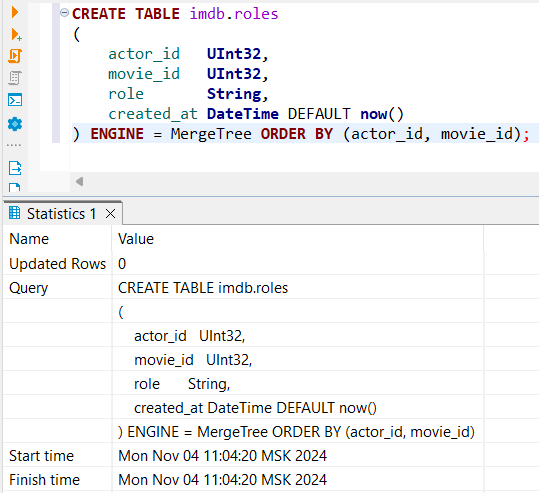 CREATE TABLE imdb.roles
(
    actor_id   UInt32,
    movie_id   UInt32,
    role       String,
    created_at DateTime DEFAULT now()
) ENGINE = MergeTree ORDER BY (actor_id, movie_id);
Statistics 1
Name Value
Updated Rows 0
Query CREATE TABLE imdb.roles
(
    actor_id   UInt32,
    movie_id   UInt32,
    role       String,
    created_at DateTime DEFAULT now()
) ENGINE = MergeTree ORDER BY (actor_id, movie_id)
Start time Mon Nov 04 11:04:20 MSK 2024
Finish time Mon Nov 04 11:04:20 MSK 2024